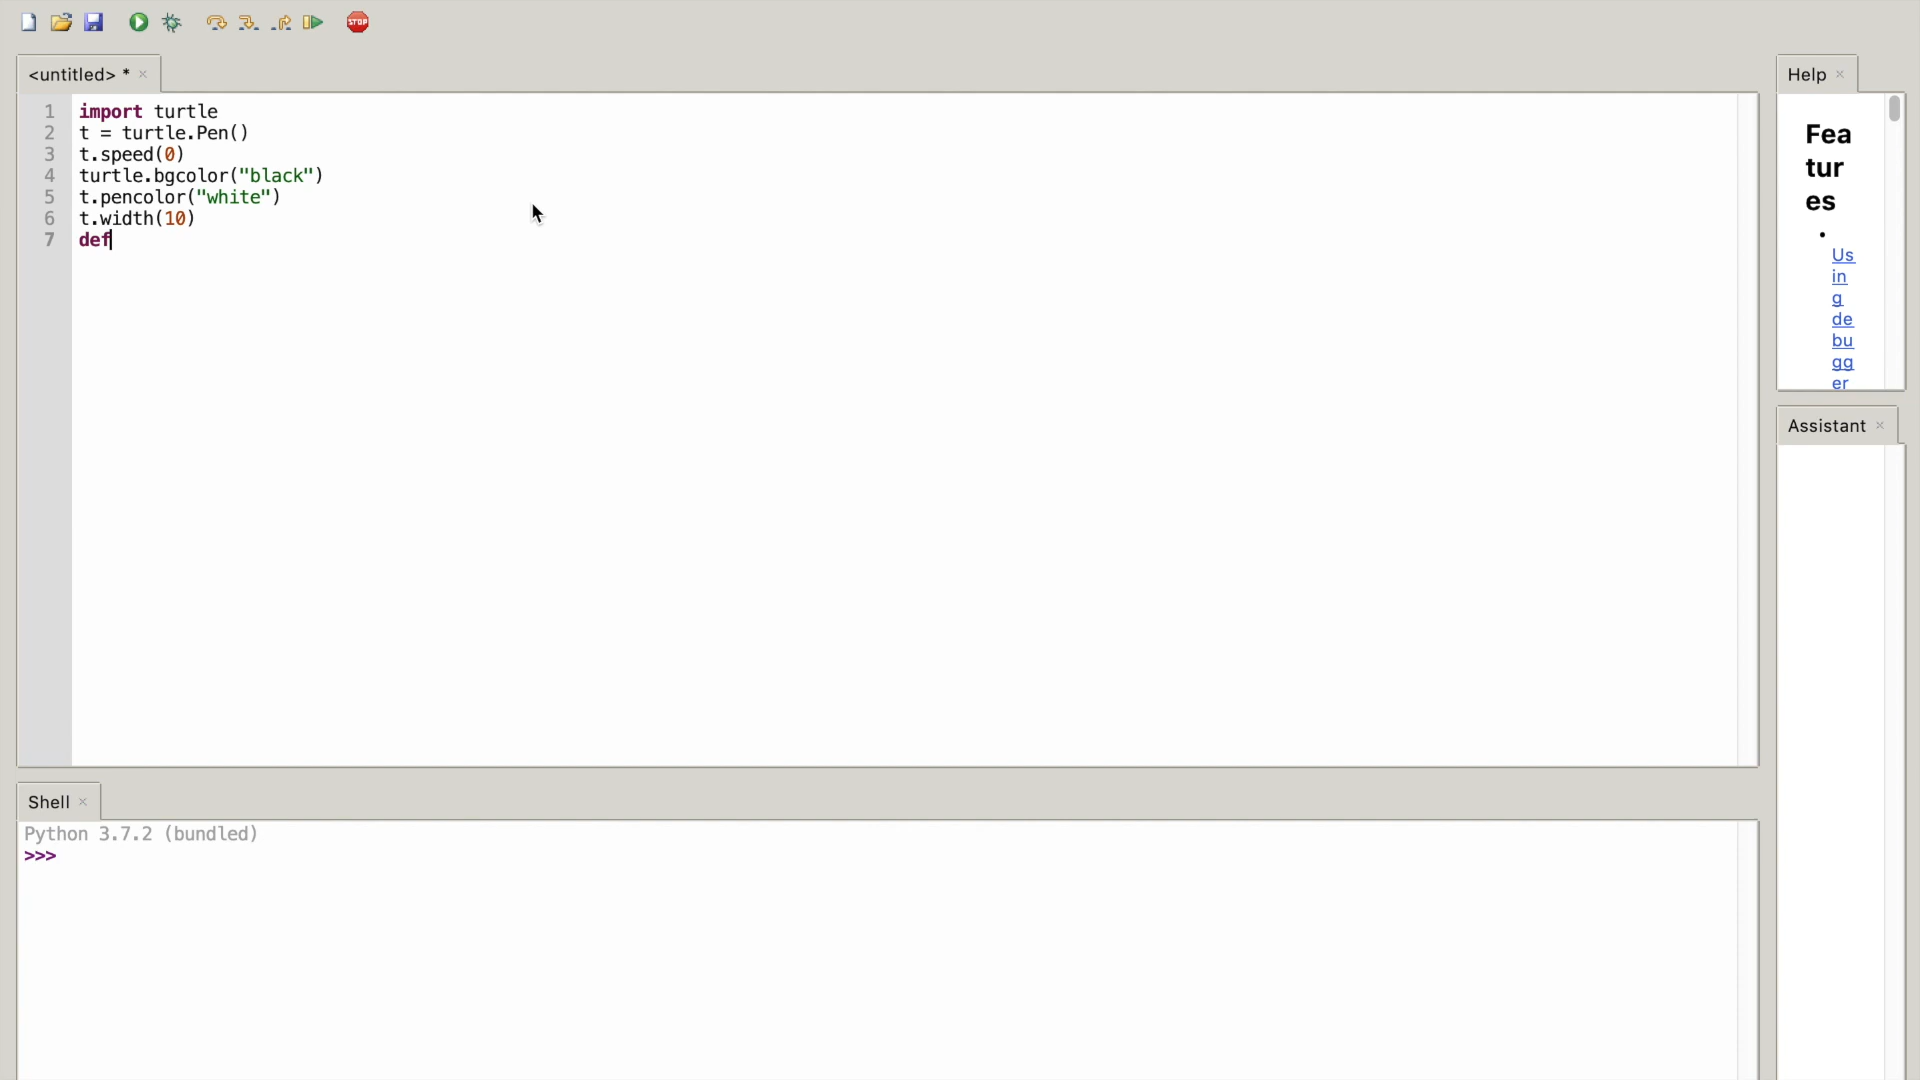 STOP
<untitled> *
1 import turtle
2 t = turtle.Pen()
3 t.speed(0)
4 turtle.bgcolor("black")
5 t.pencolor("white")
6 t.width(10)
7 def
Help
Fea
tur
es
Us
in
g
de
bu
gg
er
Assistant
Shell
Python 3.7.2 (bundled)
>>>